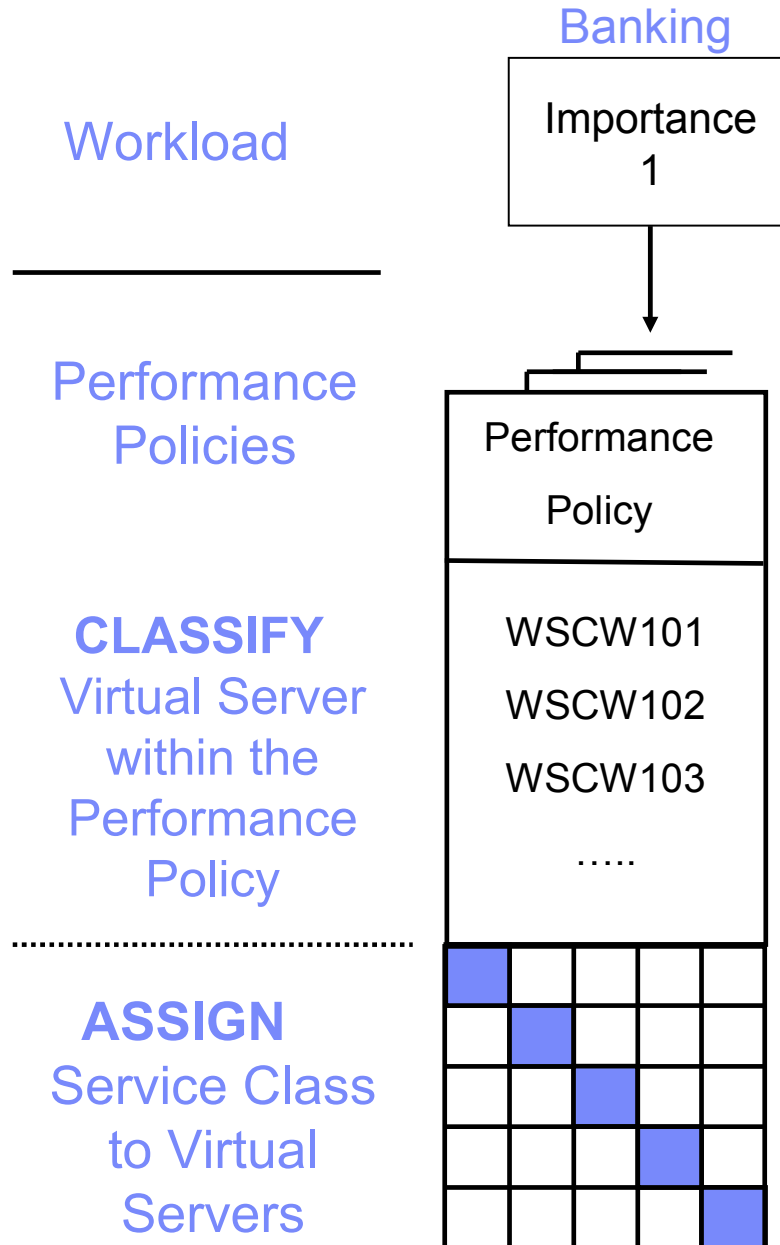 Banking
Workload
Importance
1
Performance
Policies
Performance
Policy
CLASSIFY
Virtual Server
within the
Performance
Policy
WSCW101
WSCW102
WSCW103
…..
ASSIGN
Service Class
to Virtual
Servers